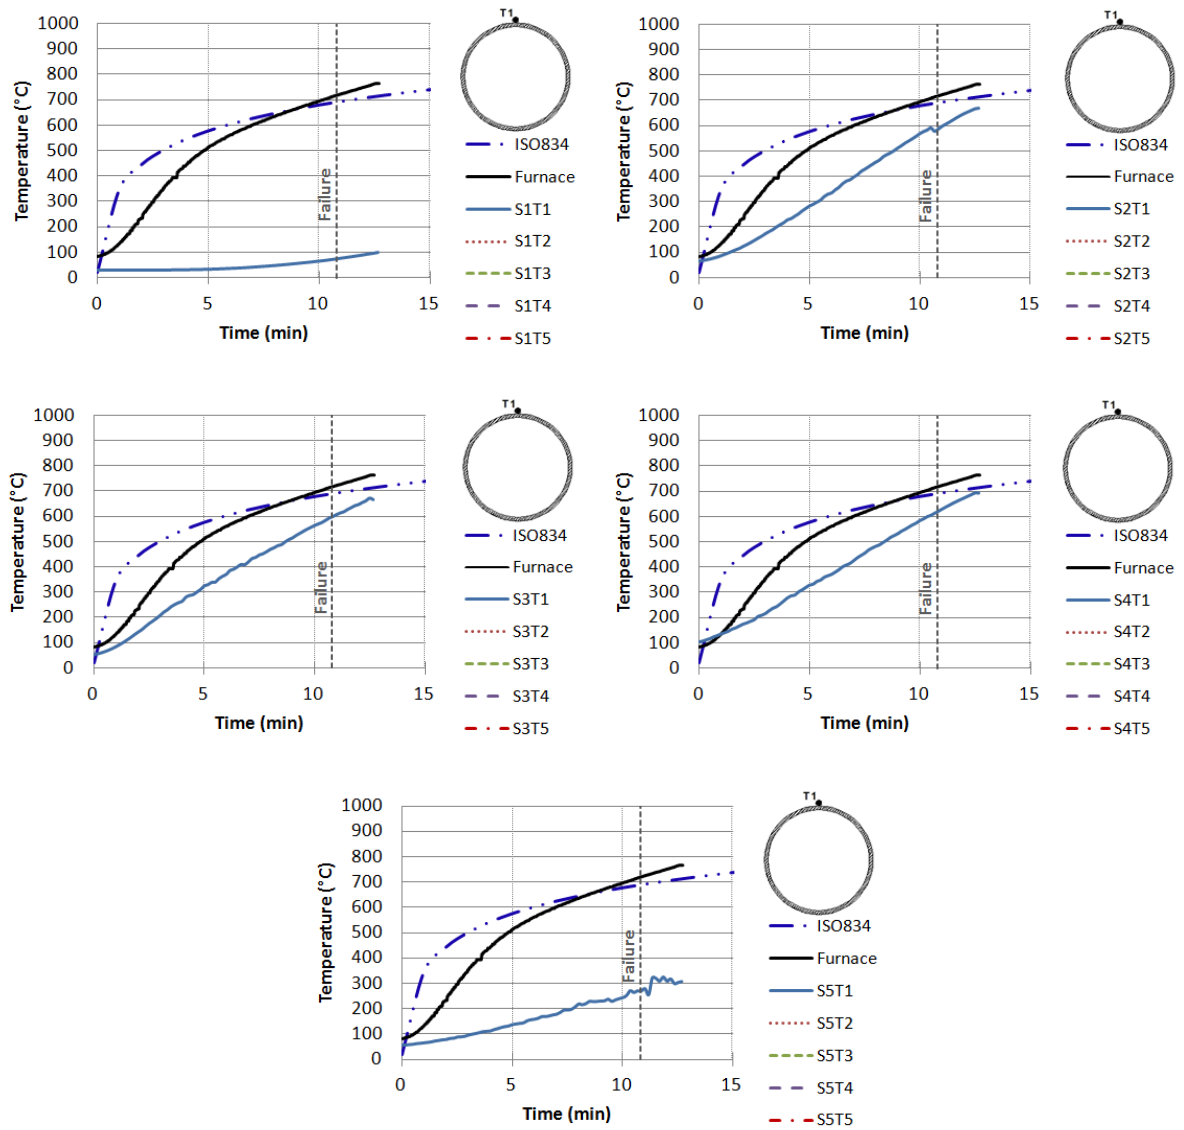 T1
1000
900
800
700
600
500
400
300
200
100
0
Temperature (°C)
Failure
0 5 10 15
Time (min)
ISO834
Furnace
S1T1
S1T2
S1T3
S1T4
S1T5
T1
1000
900
800
700
600
500
400
300
200
100
0
Temperature (°C)
Failure
0 5 10 15
Time (min)
ISO834
Furnace
S2T1
S2T2
S2T3
S2T4
S2T5
T1
1000
900
800
700
600
500
400
300
200
100
0
Temperature (°C)
Failure
0 5 10 15
Time (min)
ISO834
Furnace
S3T1
S3T2
S3T3
S3T4
S3T5
T1
1000
900
800
700
600
500
400
300
200
100
0
Temperature (°C)
Failure
0 5 10 15
Time (min)
ISO834
Furnace
S4T1
S4T2
S4T3
S4T4
S4T5
T1
1000
900
800
700
600
500
400
300
200
100
0
Temperature (°C)
Failure
0 5 10 15
Time (min)
ISO834
Furnace
S5T1
S5T2
S5T3
S5T4
S5T5